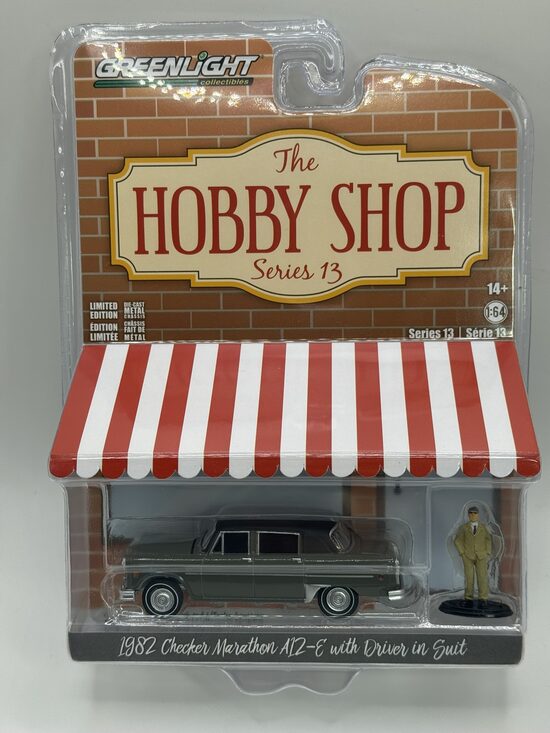 GREENLIGHT
collectibles
The
HOBBY SHOP
Series 13
14+
1:64
LIMITED EDITION
DIE-CAST METAL CHASSIS
ÉDITION LIMITÉE
CHÂSSIS FAIT DE MÉTAL
Series 13 | Série 13
1982 Checker Marathon A12-E with Driver in Suit